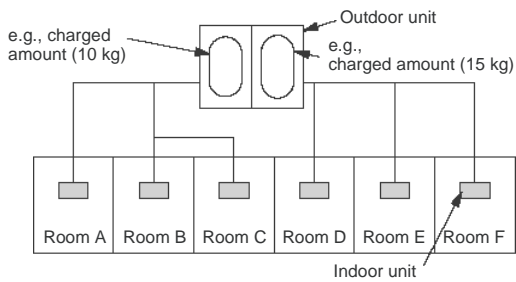 e.g., charged
amount (10 kg)
Outdoor unit
e.g.,
charged amount (15 kg)
Room A
Room B
Room C
Room D
Room E
Room F
Indoor unit